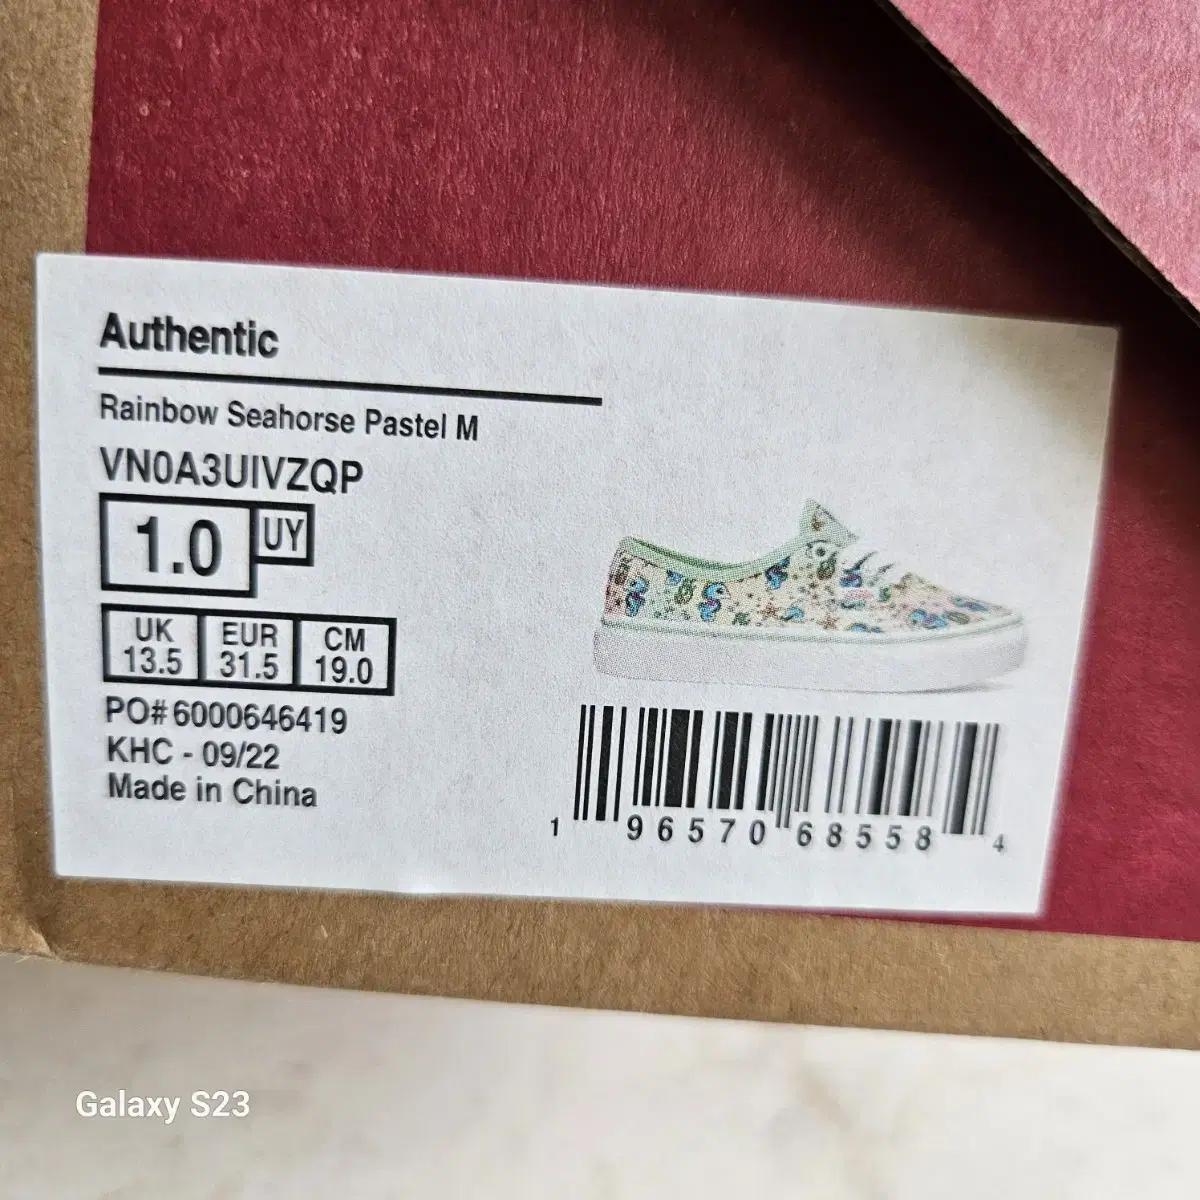 Authentic
Rainbow Seahorse Pastel M
VN0A3UIVZQP
1.0 UY
UK EUR CM
13.5 31.5 19.0
PO#6000646419
KHC - 09/22
Made in China
1 96570 68558 4
Galaxy S23